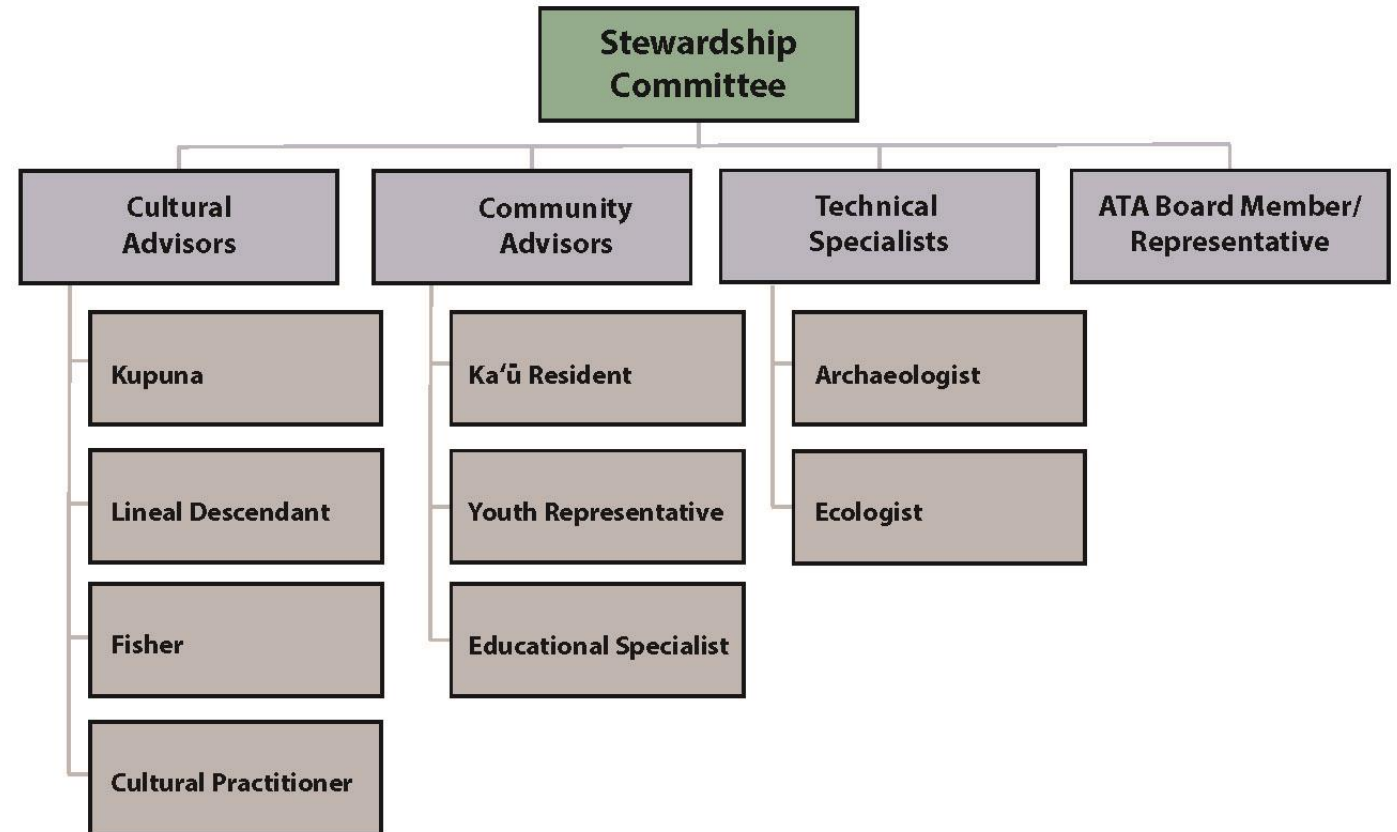 Stewardship
Committee
Cultural
Advisors
Kupuna
Lineal Descendant
Fisher
Cultural Practitioner
Community
Advisors
Kaʻū Resident
Youth Representative
Educational Specialist
Technical
Specialists
Archaeologist
Ecologist
ATA Board Member/
Representative